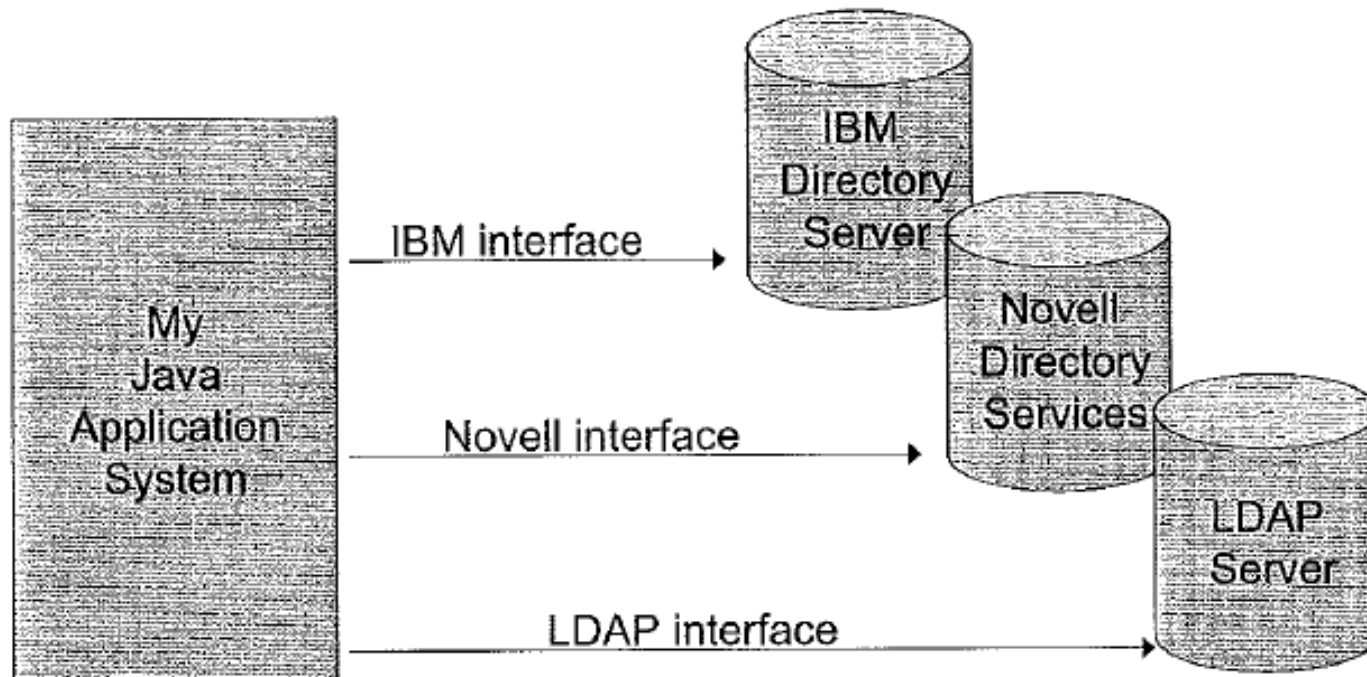 My
Java
Application
System
IBM interface
Novell interface
LDAP interface
IBM
Directory
Server
Novell
Directory
Services
LDAP
Server